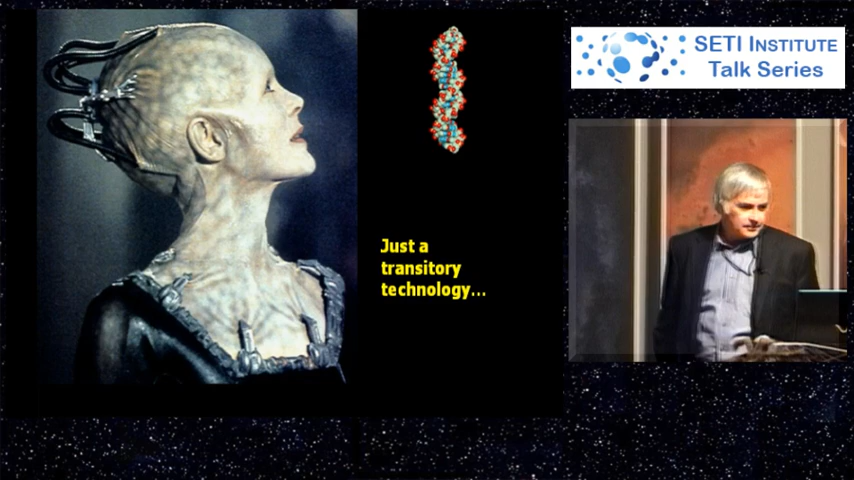 SETI INSTITUTE
Talk Series
Just a
transitory
technology...